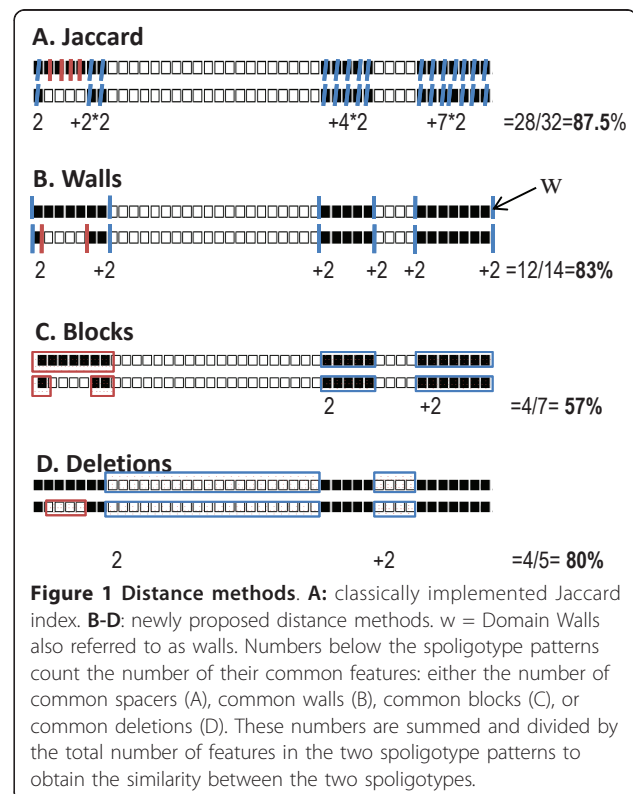 A. Jaccard
2 +2*2 +4*2 +7*2 =28/32=87.5%
B. Walls
w
2 +2 +2 +2 +2 +2 =12/14=83%
C. Blocks
2 +2 =4/7= 57%
D. Deletions
2 +2 =4/5= 80%
Figure 1 Distance methods. A: classically implemented Jaccard
index. B-D: newly proposed distance methods. w = Domain Walls
also referred to as walls. Numbers below the spoligotype patterns
count the number of their common features: either the number of
common spacers (A), common walls (B), common blocks (C), or
common deletions (D). These numbers are summed and divided by
the total number of features in the two spoligotype patterns to
obtain the similarity between the two spoligotypes.